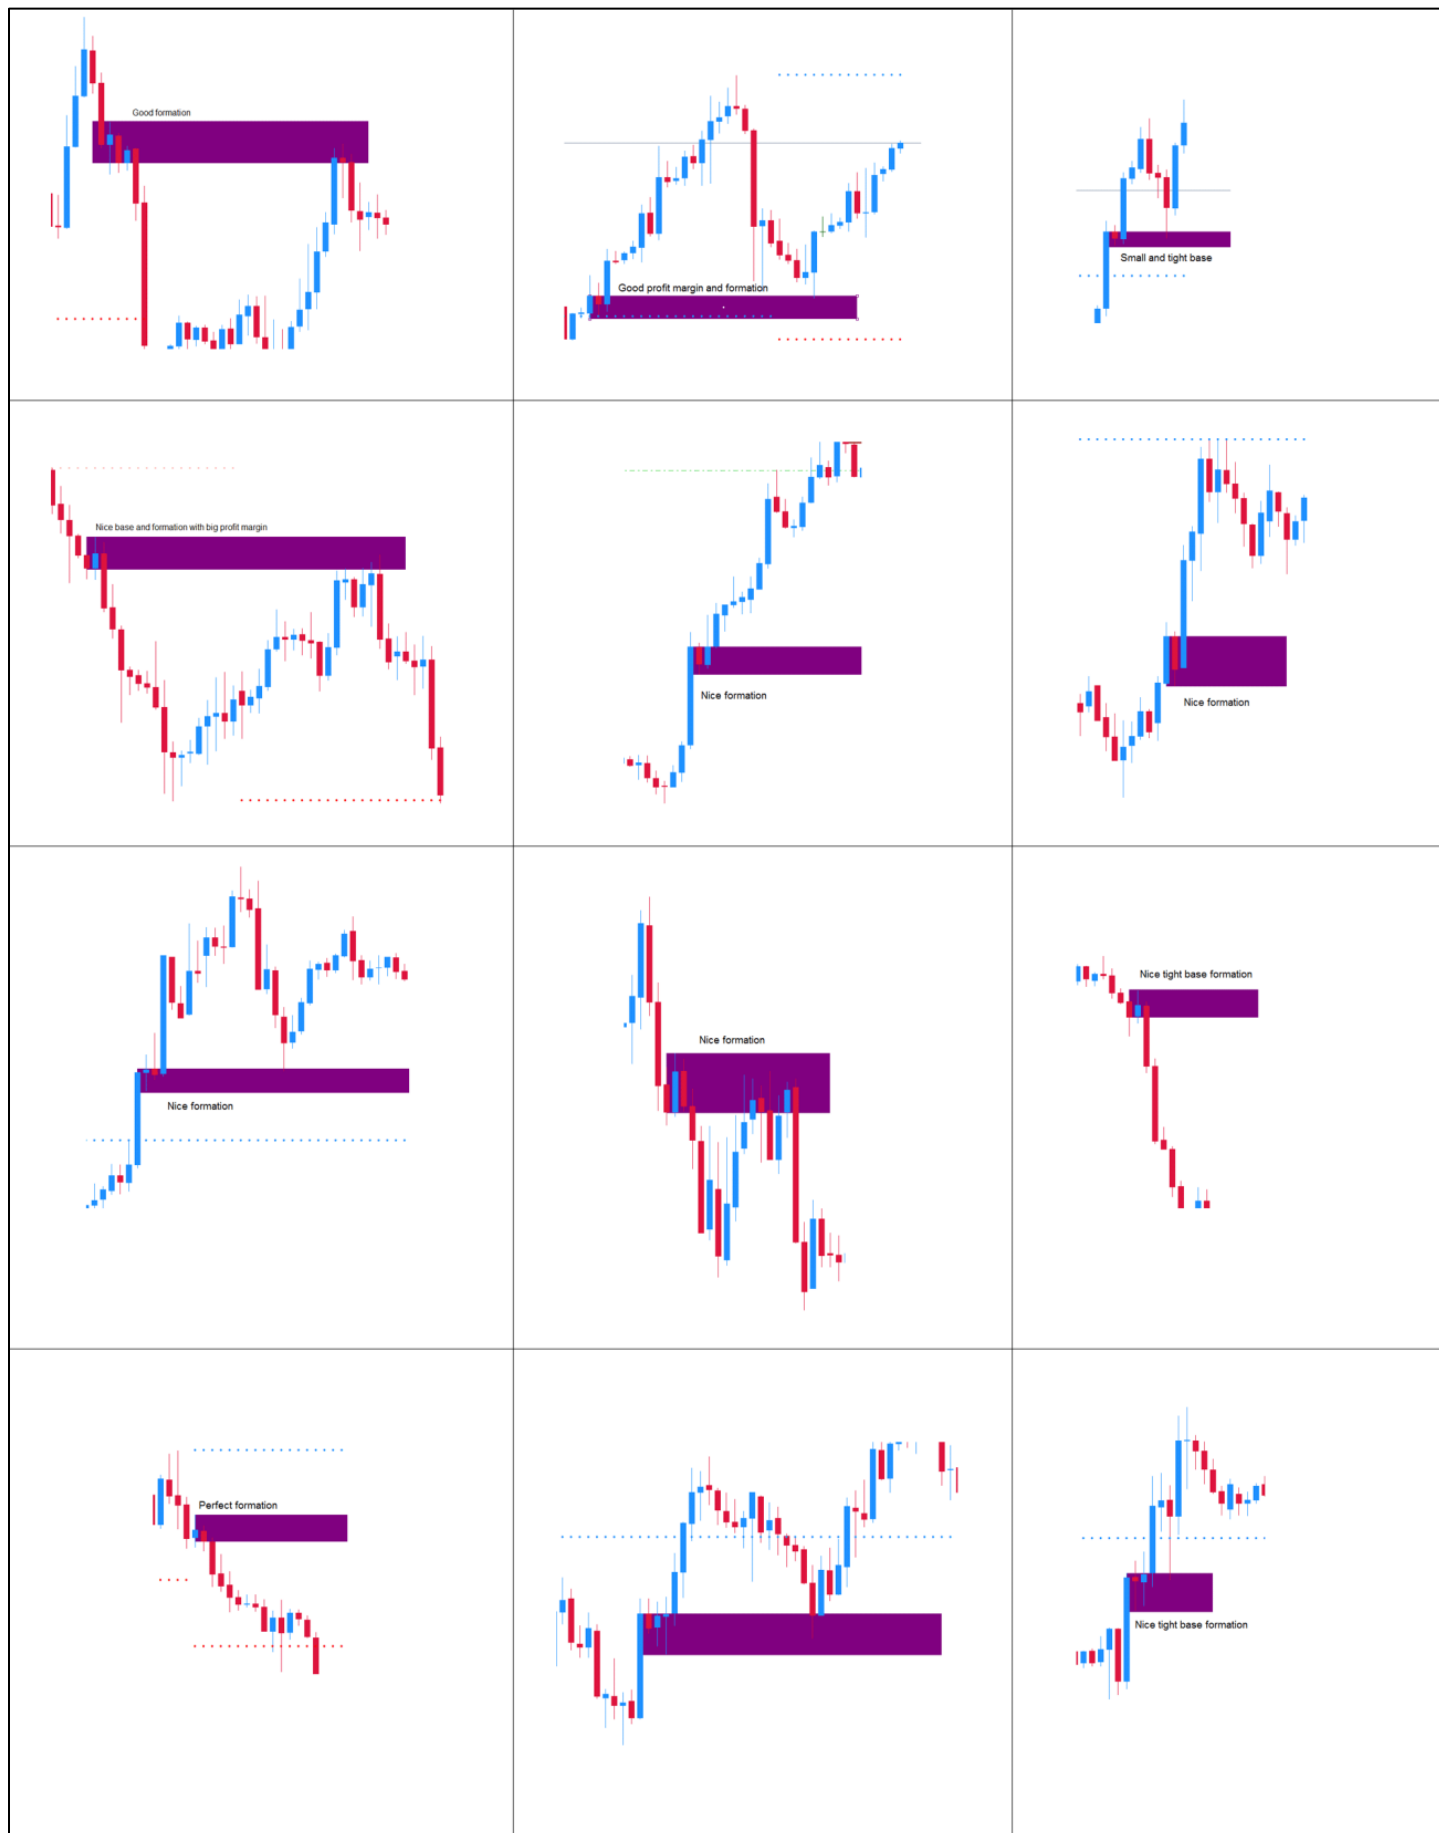 Good formation
Good profit margin and formation
Small and tight base
Nice base and formation with big profit margin
Nice formation
Nice formation
Nice formation
Nice formation
Nice tight base formation
Perfect formation
Nice tight base formation